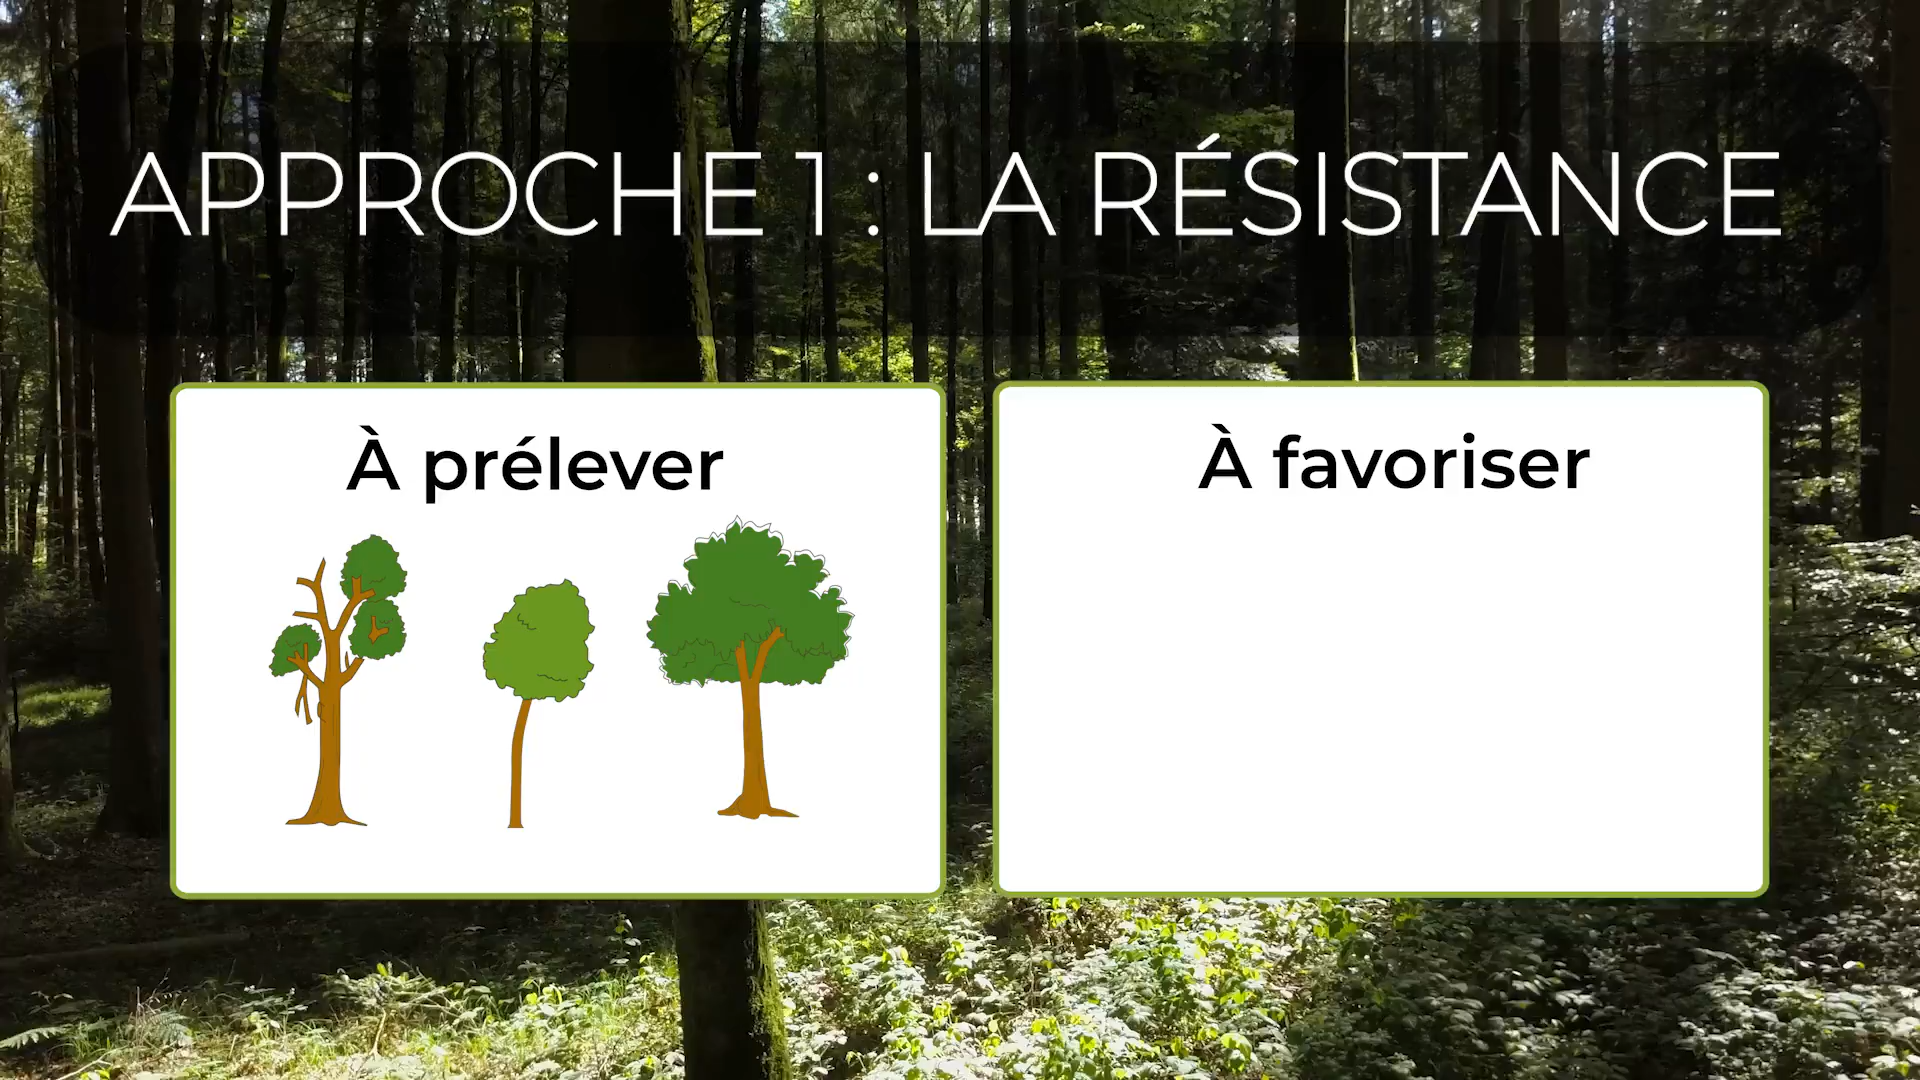 APPROCHE 1 : LA RÉSISTANCE
À prélever
À favoriser